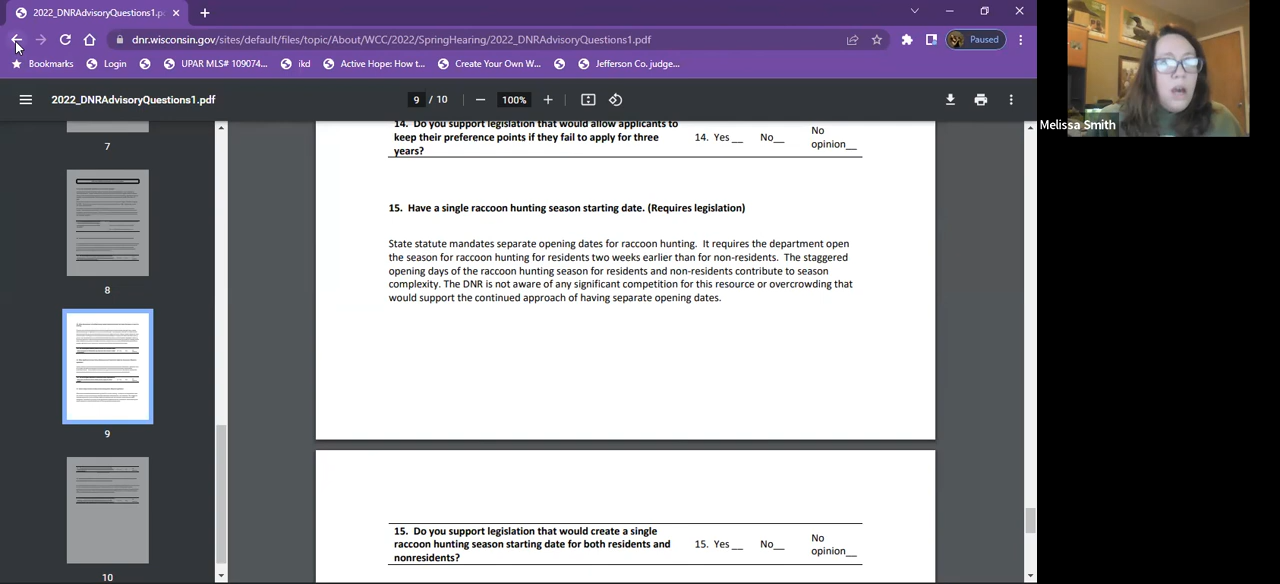 2022_DNRAdvisoryQuestions1.p
dnr.wisconsin.gov/sites/default/files/topic/About/WCC/2022/SpringHearing/2022_DNRAdvisoryQuestions1.pdf
Paused
Bookmarks
Login
UPAR MLS# 109074...
ikd
Active Hope: How t...
Create Your Own W...
Jefferson Co. judge...
2022_DNRAdvisoryQuestions1.pdf
9 / 10
100%
7
8
9
10
14. Do you support legislation that would allow applicants to
keep their preference points if they fail to apply for three
years?
14. Yes __ No__ No
opinion__
15. Have a single raccoon hunting season starting date. (Requires legislation)
State statute mandates separate opening dates for raccoon hunting. It requires the department open
the season for raccoon hunting for residents two weeks earlier than for non-residents. The staggered
opening days of the raccoon hunting season for residents and non-residents contribute to season
complexity. The DNR is not aware of any significant competition for this resource or overcrowding that
would support the continued approach of having separate opening dates.
15. Do you support legislation that would create a single
raccoon hunting season starting date for both residents and
nonresidents?
15. Yes __ No__ No
opinion__
Melissa Smith